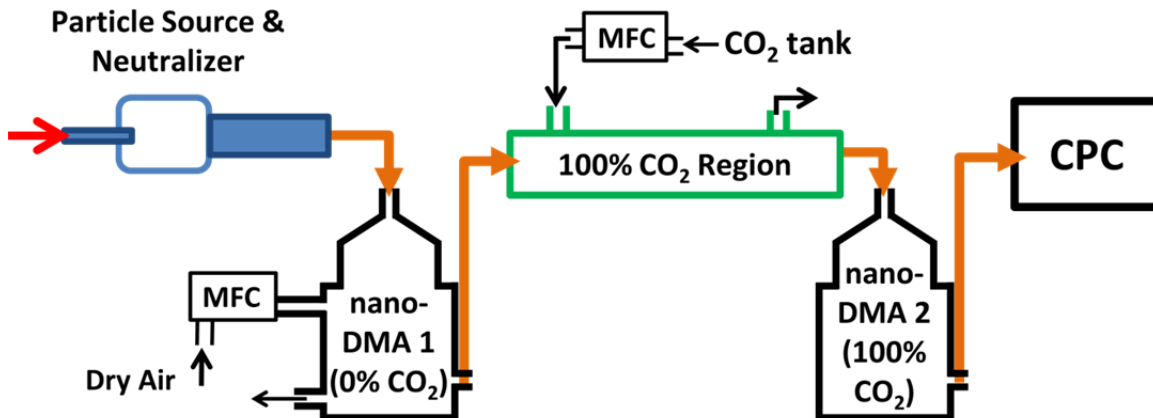 Particle Source &
Neutralizer
MFC
CO₂ tank
100% CO₂ Region
CPC
MFC
Dry Air
nano-
DMA 1
(0% CO₂)
nano-
DMA 2
(100%
CO₂)